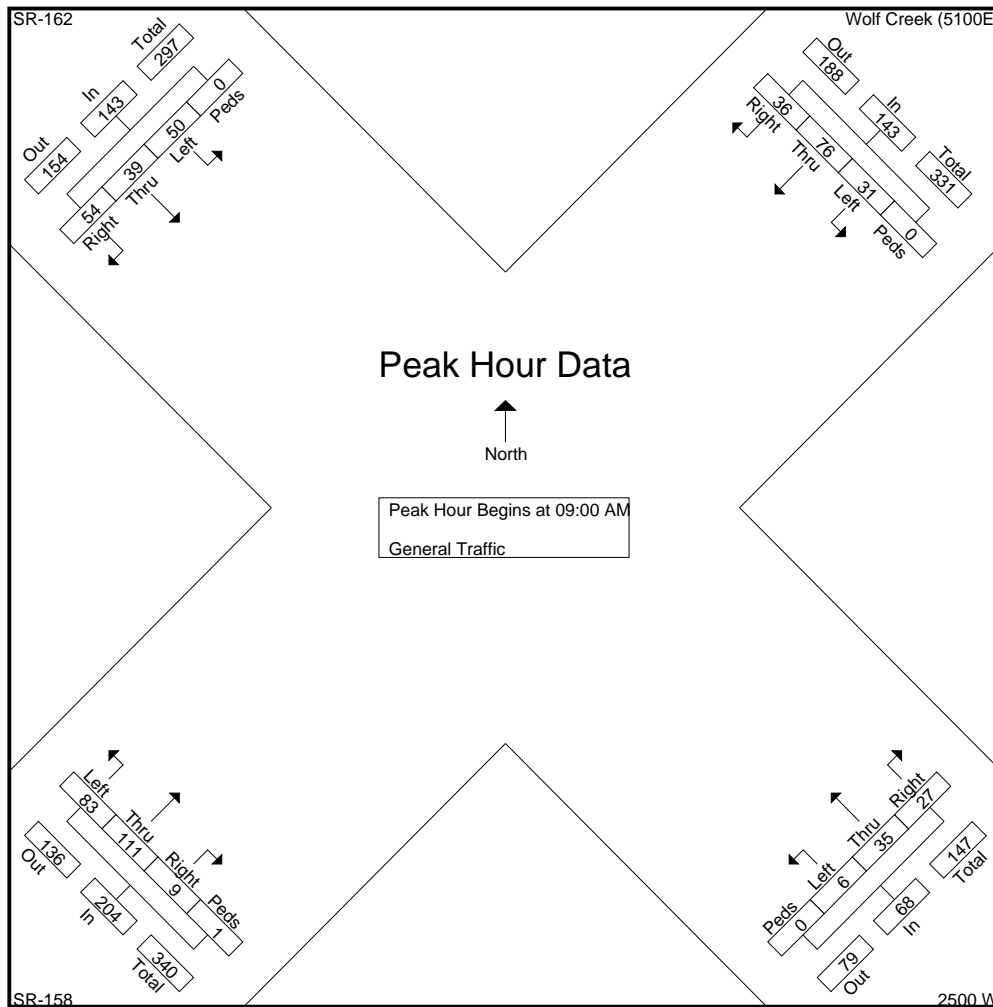 SR-162
Wolf Creek (5100E
Out
In
Total
154
143
297
Right
Thru
Left
Peds
54
39
50
0
Out
In
Total
188
143
331
Right
Thru
Left
Peds
36
76
31
0
Peak Hour Data
North
Peak Hour Begins at 09:00 AM
General Traffic
Left
Thru
Right
Peds
83
111
9
1
Out
In
Total
136
204
340
Peds
Left
Thru
Right
0
6
35
27
Out
In
Total
79
68
147
SR-158
2500 W